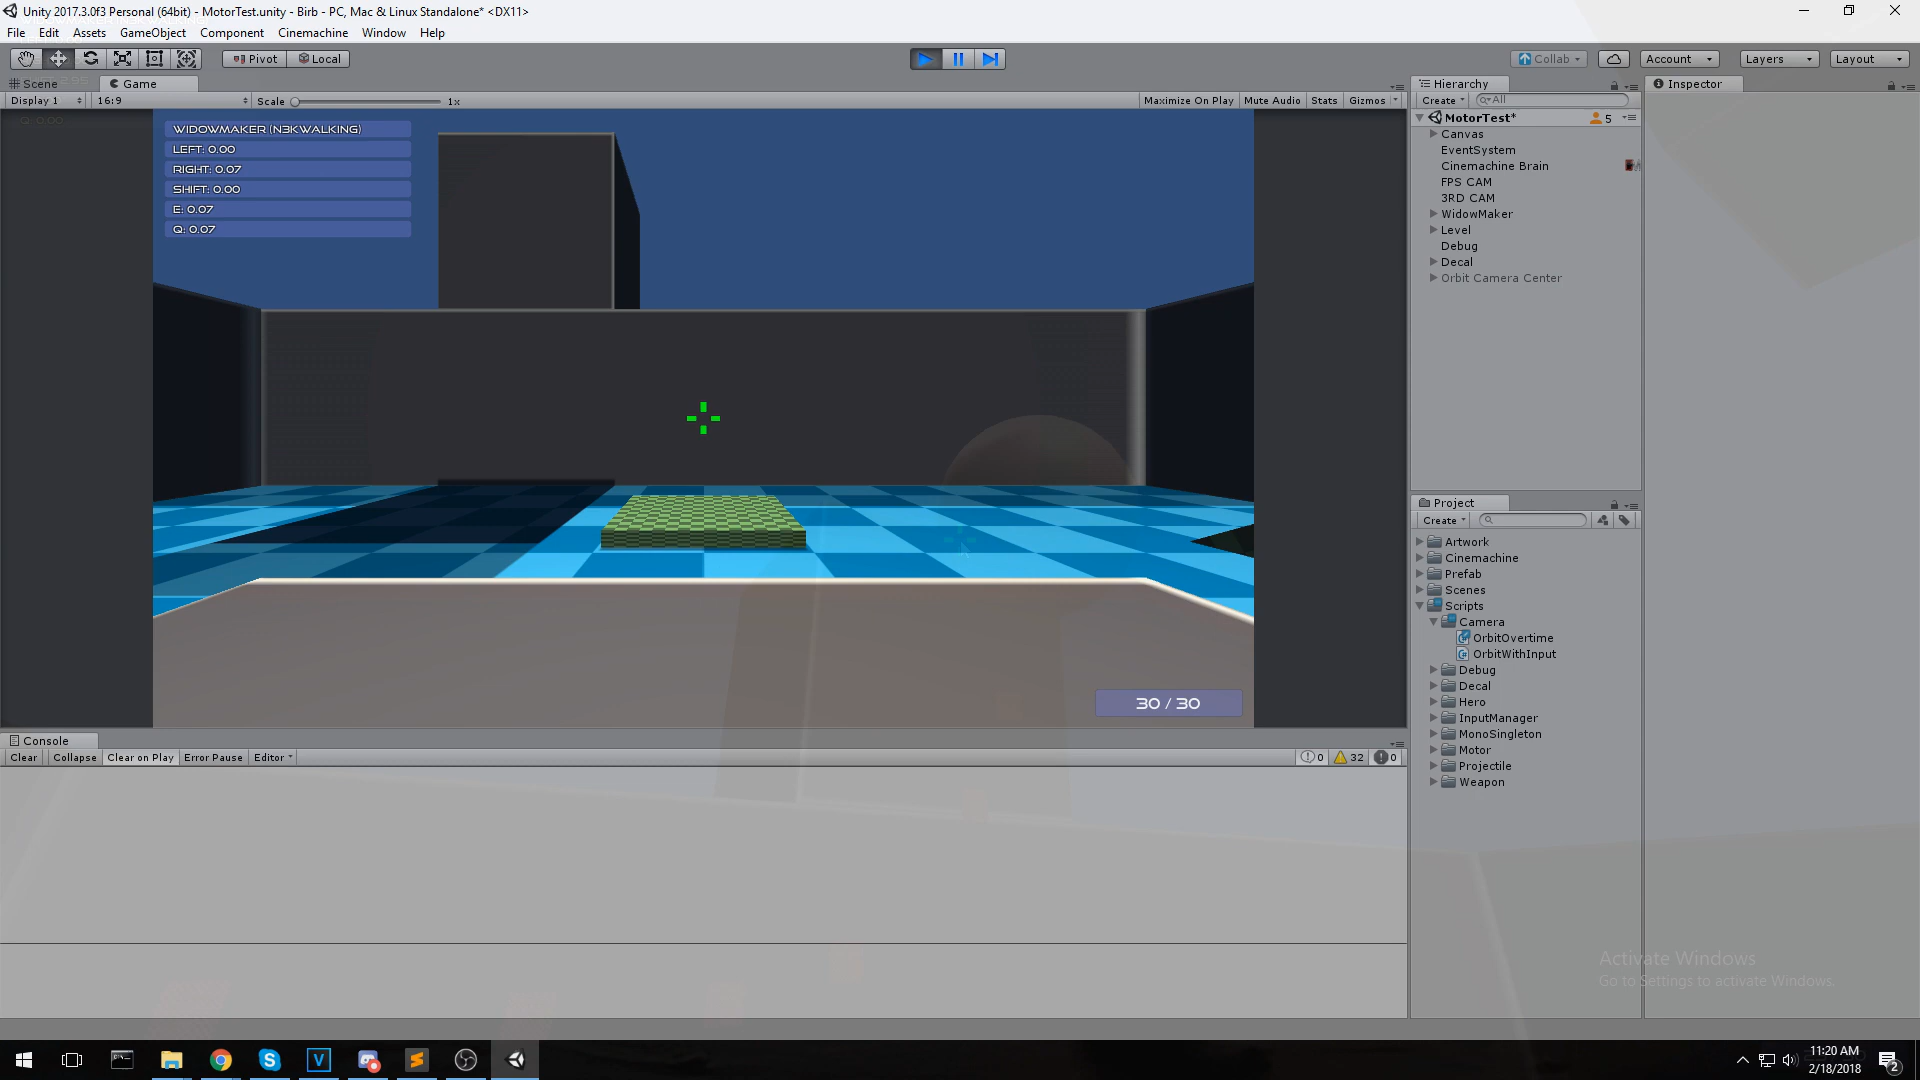 Unity 2017.3.0f3 Personal (64bit) - MotorTest.unity - Birb - PC, Mac & Linux Standalone* <DX11>
File Edit Assets GameObject Component Cinemachine Window Help
Pivot Local Collab Account Layers Layout
Scene Game
Display 1 16:9 Scale 1x Maximize On Play Mute Audio Stats Gizmos
Q: 0.00
WIDOWMAKER (N3KWALKING)
LEFT: 0.00
RIGHT: 0.07
SHIFT: 0.00
E: 0.07
Q: 0.07
30 / 30
Console
Clear Collapse Clear on Play Error Pause Editor 0 32 0
Hierarchy
Create All
MotorTest* 5
Canvas
EventSystem
Cinemachine Brain
FPS CAM
3RD CAM
WidowMaker
Level
Debug
Decal
Orbit Camera Center
Project
Create
Artwork
Cinemachine
Prefab
Scenes
Scripts
Camera
OrbitOvertime
OrbitWithInput
Debug
Decal
Hero
InputManager
MonoSingleton
Motor
Projectile
Weapon
Inspector
Activate Windows
Go to Settings to activate Windows.
11:20 AM
2/18/2018
2